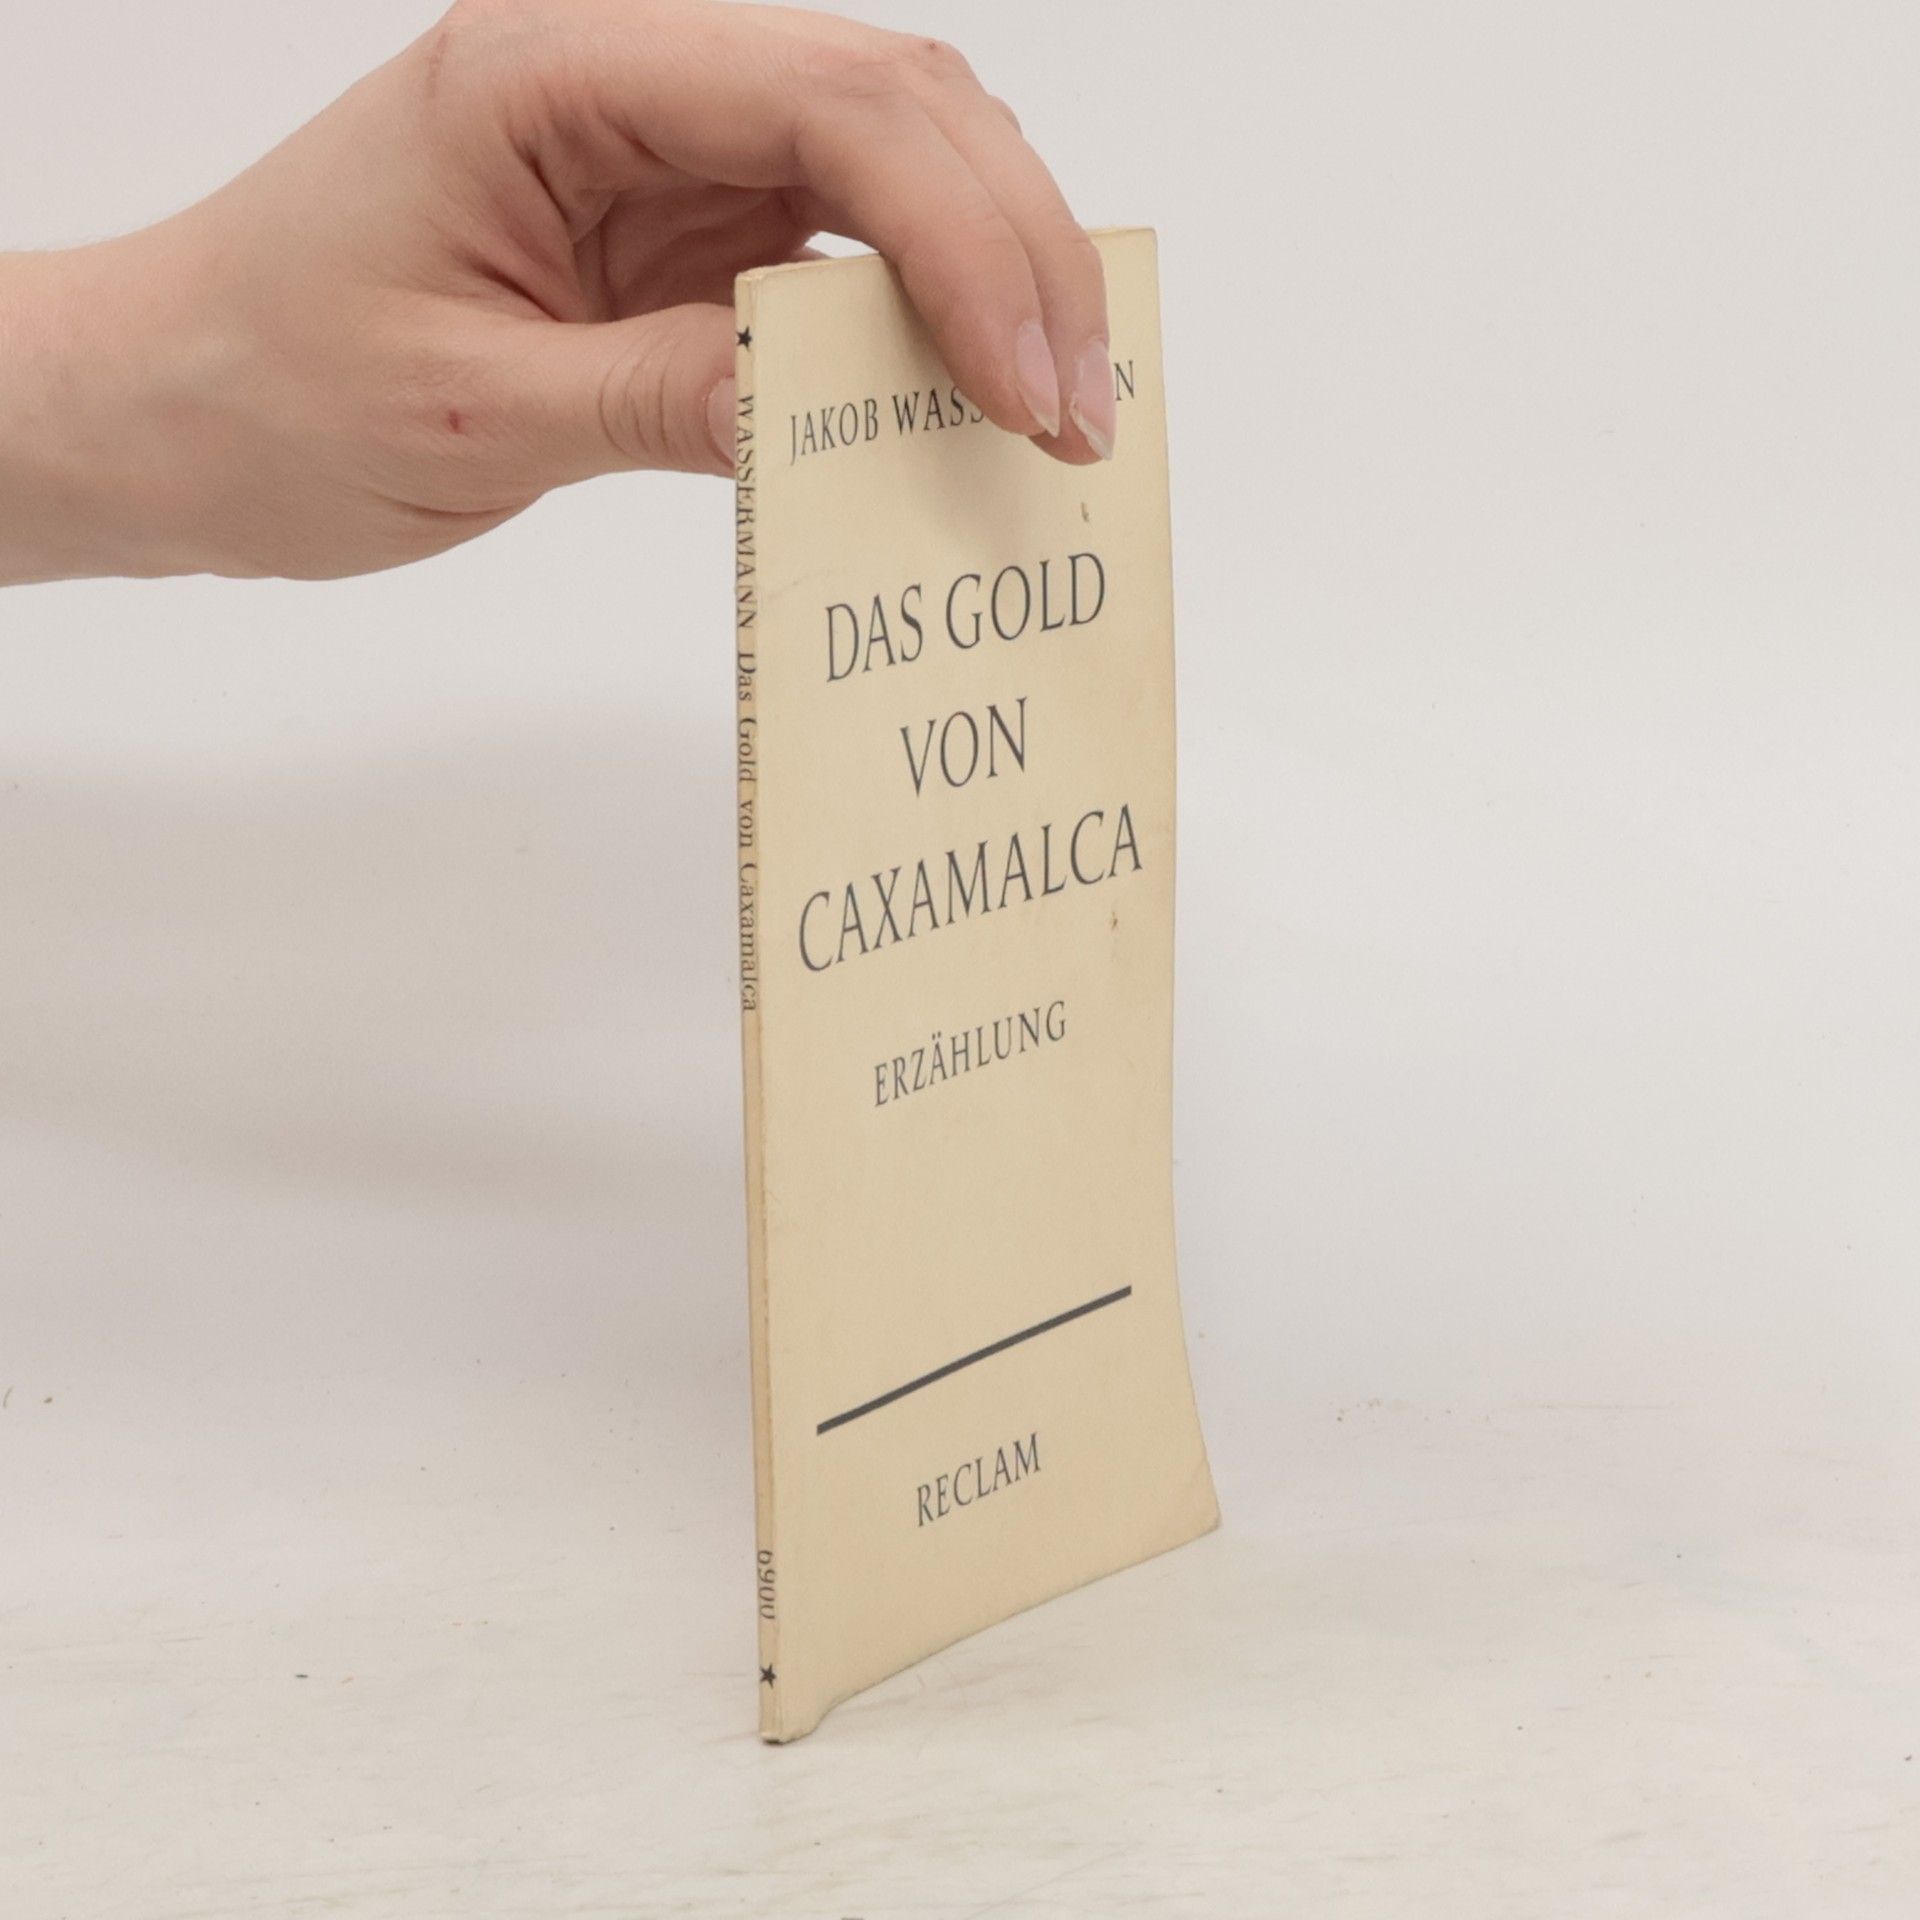 JAKOB WASS N
DAS GOLD
VON
CAXAMALCA
ERZÄHLUNG
RECLAM
★ WASSERMANN Das Gold von Caxamalca 6900 ★